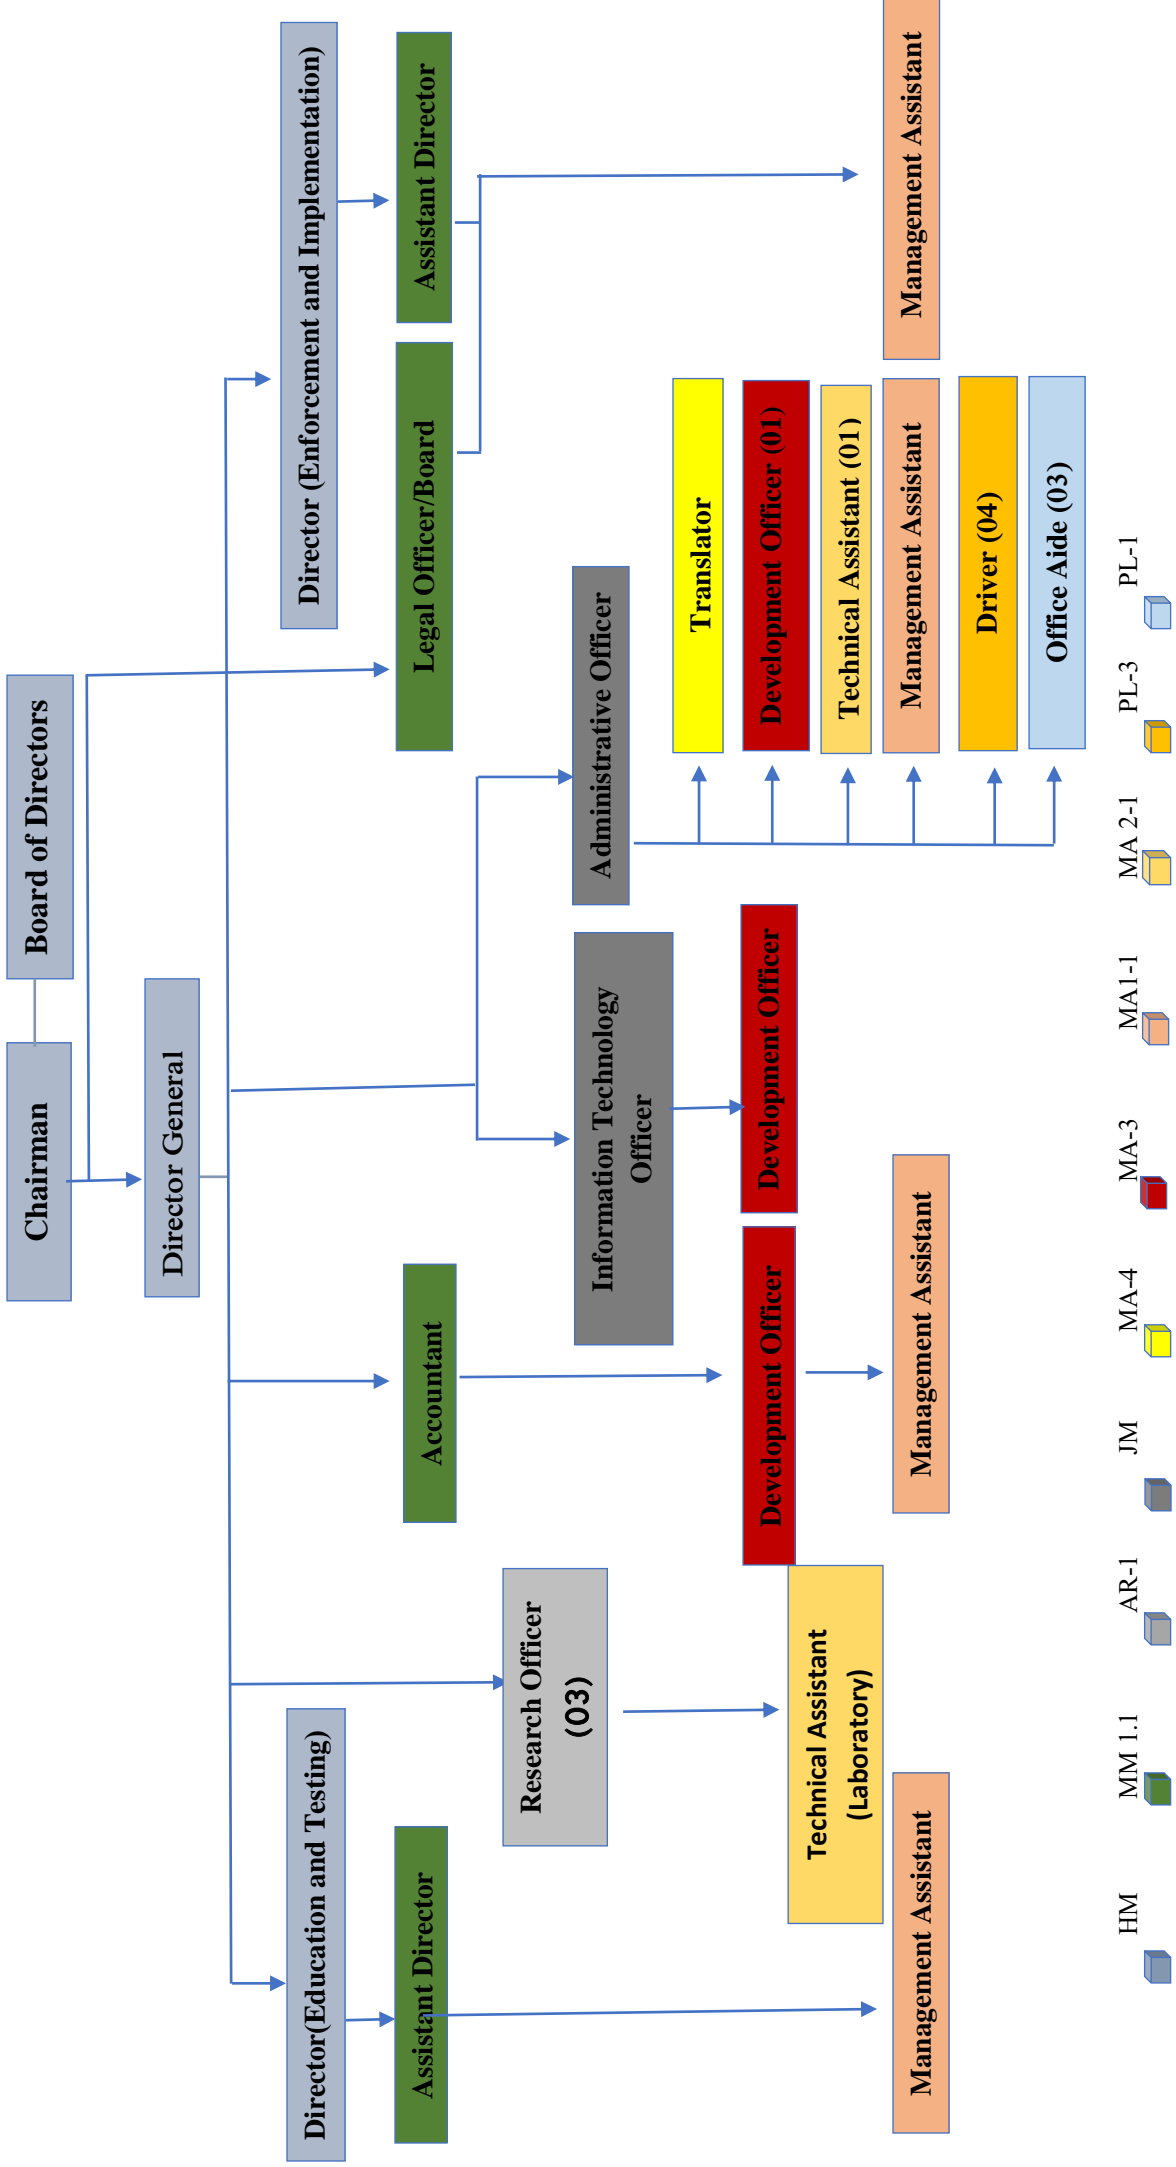 Chairman
Board of Directors
Director General
Director(Education and Testing)
Director (Enforcement and Implementation)
Assistant Director
Accountant
Legal Officer/Board
Assistant Director
Research Officer
(03)
Information Technology
Officer
Administrative Officer
Translator
Development Officer
Development Officer
Development Officer (01)
Technical Assistant
(Laboratory)
Technical Assistant (01)
Management Assistant
Management Assistant
Management Assistant
Management Assistant
Driver (04)
Office Aide (03)
HM
MM 1.1
AR-1
JM
MA-4
MA-3
MA1-1
MA 2-1
PL-3
PL-1